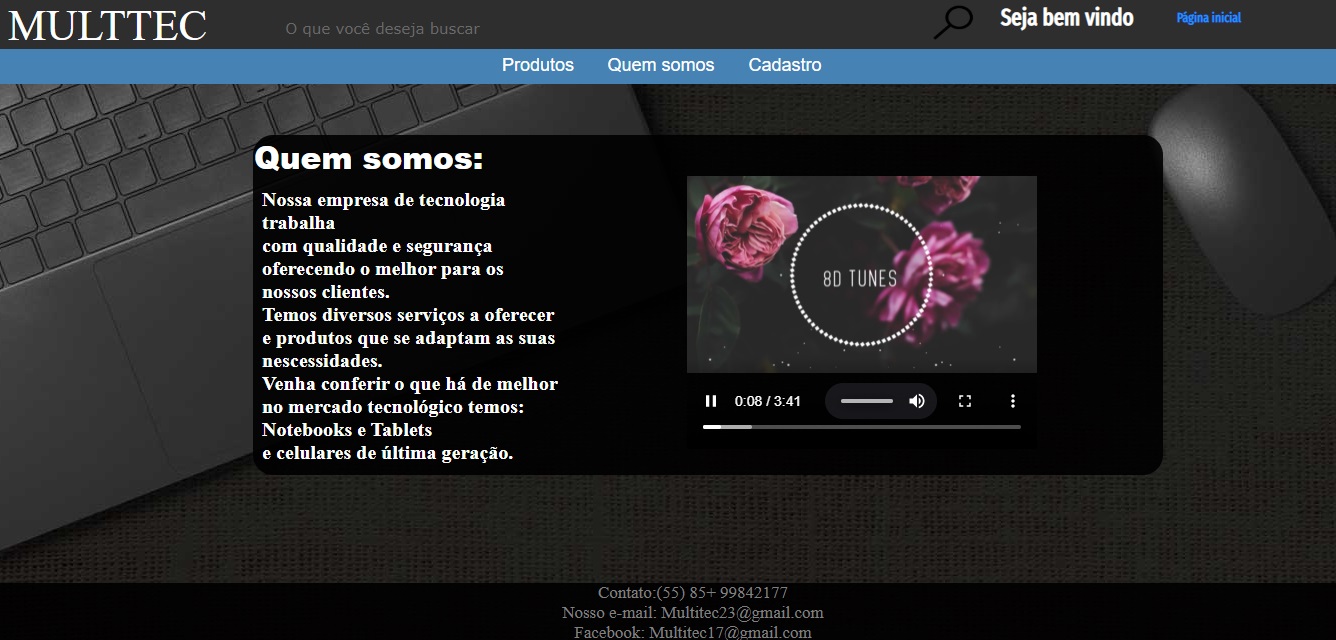 MULTTEC
O que você deseja buscar
Seja bem vindo
Página inicial
Produtos
Quem somos
Cadastro
Quem somos:
Nossa empresa de tecnologia
trabalha
com qualidade e segurança
oferecendo o melhor para os
nossos clientes.
Temos diversos serviços a oferecer
e produtos que se adaptam as suas
nescessidades.
Venha conferir o que há de melhor
no mercado tecnológico temos:
Notebooks e Tablets
e celulares de última geração.
8D TUNES
0:08 / 3:41
Contato:(55) 85+ 99842177
Nosso e-mail: Multitec23@gmail.com
Facebook: Multitec17@gmail.com